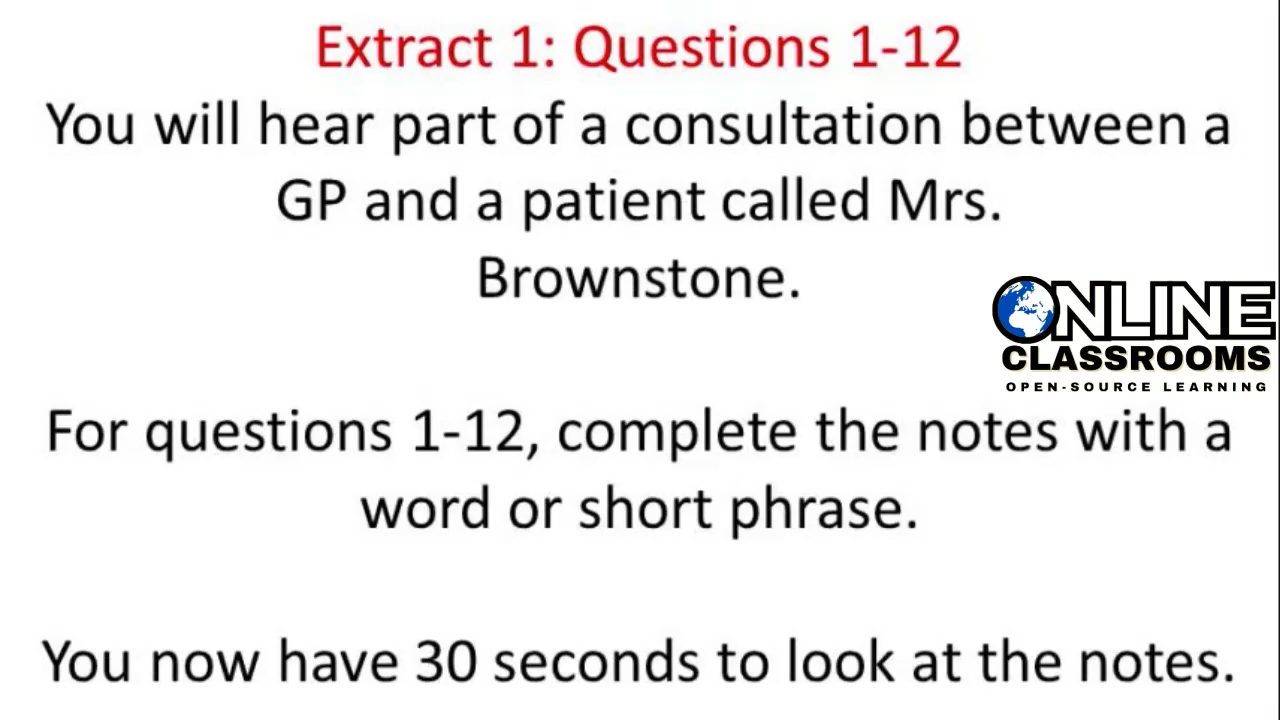 Extract 1: Questions 1-12
You will hear part of a consultation between a
GP and a patient called Mrs.
Brownstone.
ONLINE
CLASSROOMS
OPEN-SOURCE LEARNING
For questions 1-12, complete the notes with a
word or short phrase.
You now have 30 seconds to look at the notes.